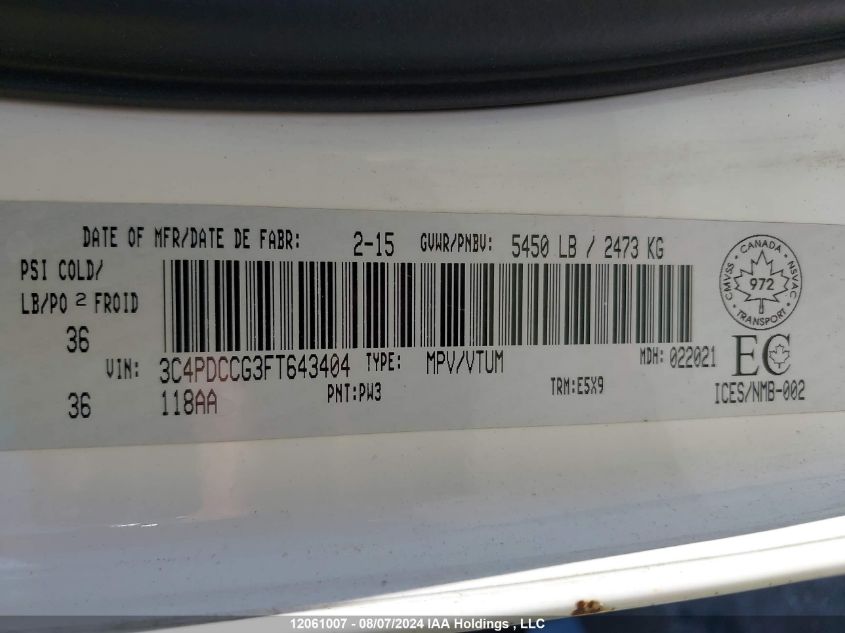 DATE OF MFR/DATE DE FABR: 2-15 GVWR/PNBV: 5450 LB / 2473 KG
PSI COLD/
LB/PO 2 FROID
36
36
VIN: 3C4PDCCG3FT643404 TYPE: MPV/VTUM MDH: 022021
118AA PNT:PW3 TRM:E5X9
CANADA
CMVSS 972 NSVAC
TRANSPORT
EC
ICES/NMB-002
12061007 - 08/07/2024 IAA Holdings , LLC